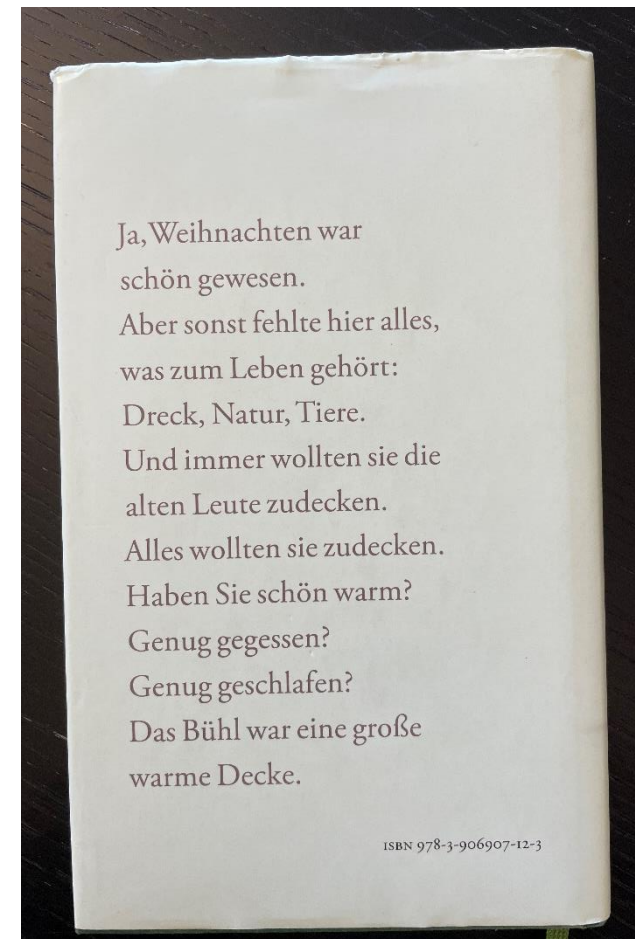 Ja, Weihnachten war
schön gewesen.
Aber sonst fehlte hier alles,
was zum Leben gehört:
Dreck, Natur, Tiere.
Und immer wollten sie die
alten Leute zudecken.
Alles wollten sie zudecken.
Haben Sie schön warm?
Genug gegessen?
Genug geschlafen?
Das Bühl war eine große
warme Decke.
ISBN 978-3-906907-12-3